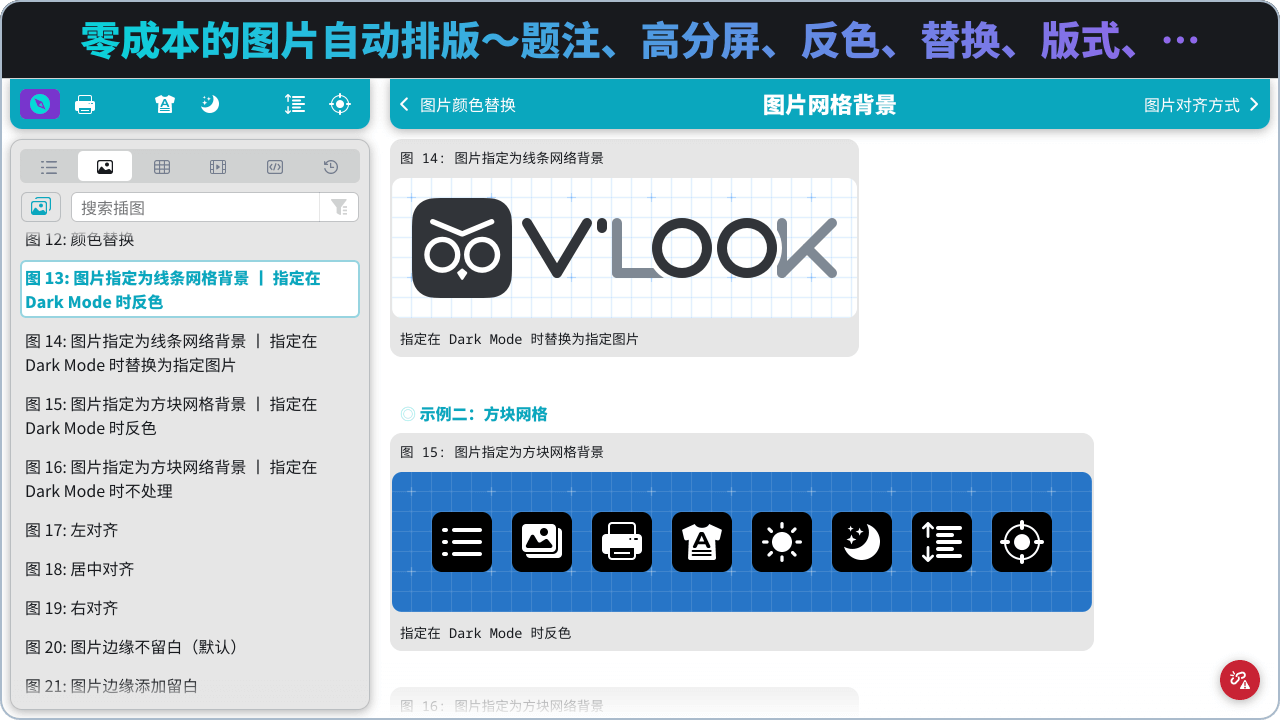 零成本的图片自动排版～题注、高分屏、反色、替换、版式、···
图片颜色替换
图片网格背景
图片对齐方式
搜索插图
图 12: 颜色替换
图 13: 图片指定为线条网格背景 丨 指定在
Dark Mode 时反色
图 14: 图片指定为线条网络背景 丨 指定在
Dark Mode 时替换为指定图片
图 15: 图片指定为方块网格背景 丨 指定在
Dark Mode 时反色
图 16: 图片指定为方块网络背景 丨 指定在
Dark Mode 时不处理
图 17: 左对齐
图 18: 居中对齐
图 19: 右对齐
图 20: 图片边缘不留白（默认）
图 21: 图片边缘添加留白
图 14: 图片指定为线条网络背景
V'LOOK
指定在 Dark Mode 时替换为指定图片
示例二：方块网格
图 15: 图片指定为方块网格背景
A
指定在 Dark Mode 时反色
图 16: 图片指定为方块网络背景